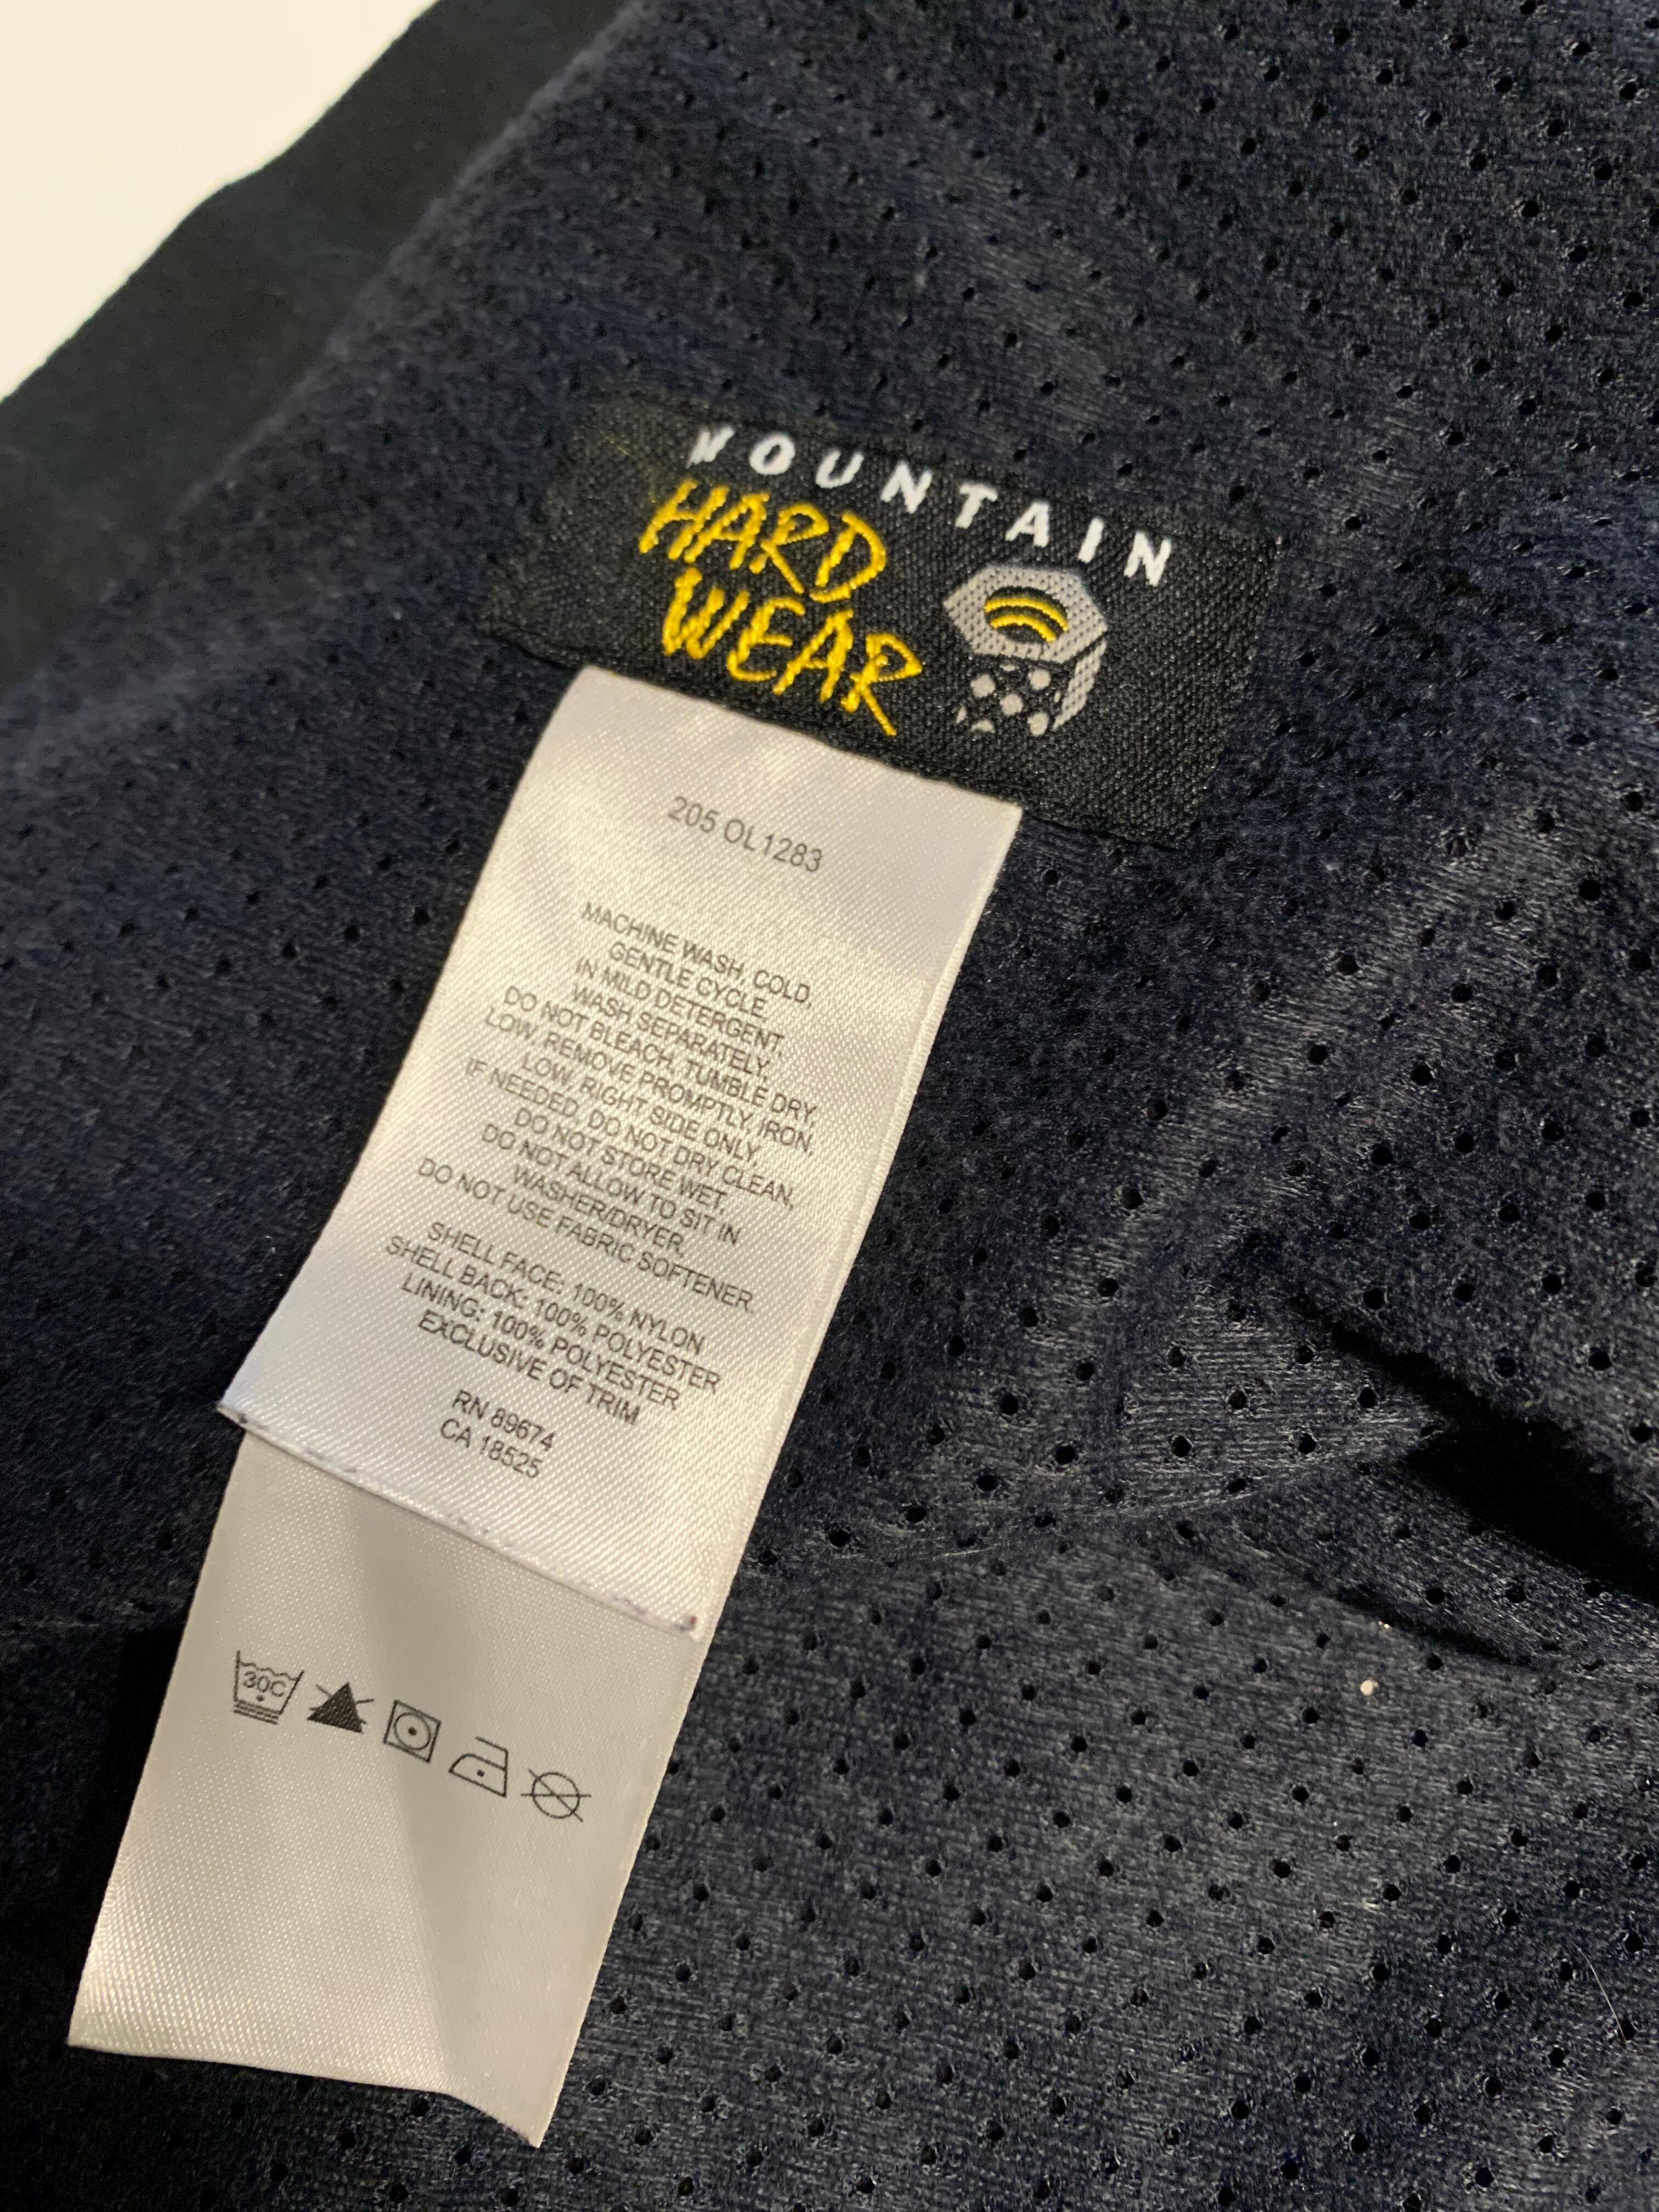 MOUNTAIN
HARD
WEAR
205 OL1283
MACHINE WASH, COLD,
GENTLE CYCLE
IN MILD DETERGENT,
WASH SEPARATELY,
DO NOT BLEACH, TUMBLE DRY
LOW, REMOVE PROMPTLY, IRON,
LOW, RIGHT SIDE ONLY,
IF NEEDED, DO NOT DRY CLEAN,
DO NOT STORE WET,
DO NOT ALLOW TO SIT IN
WASHER/DRYER,
DO NOT USE FABRIC SOFTENER.
SHELL FACE: 100% NYLON
SHELL BACK: 100% POLYESTER
LINING: 100% POLYESTER
EXCLUSIVE OF TRIM
RN 89674
CA 18525
30C